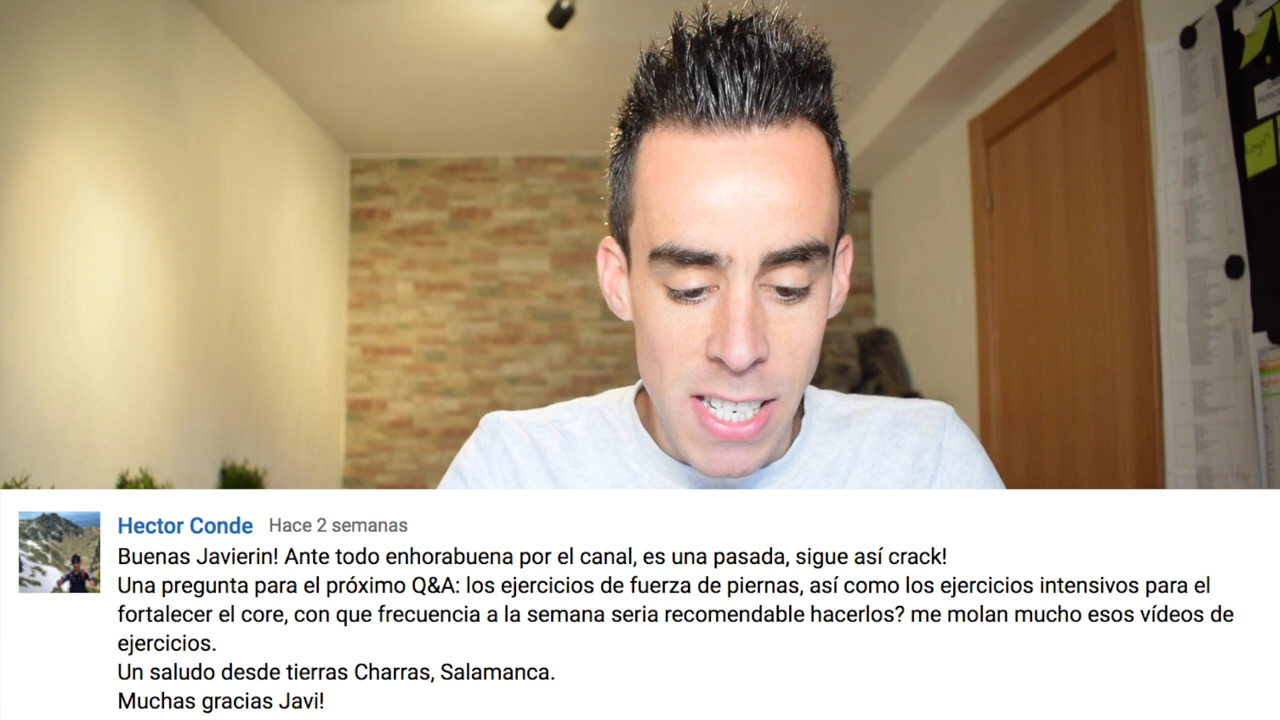 Hector Conde Hace 2 semanas
Buenas Javierin! Ante todo enhorabuena por el canal, es una pasada, sigue así crack!
Una pregunta para el próximo Q&A: los ejercicios de fuerza de piernas, así como los ejercicios intensivos para el
fortalecer el core, con que frecuencia a la semana seria recomendable hacerlos? me molan mucho esos vídeos de
ejercicios.
Un saludo desde tierras Charras, Salamanca.
Muchas gracias Javi!